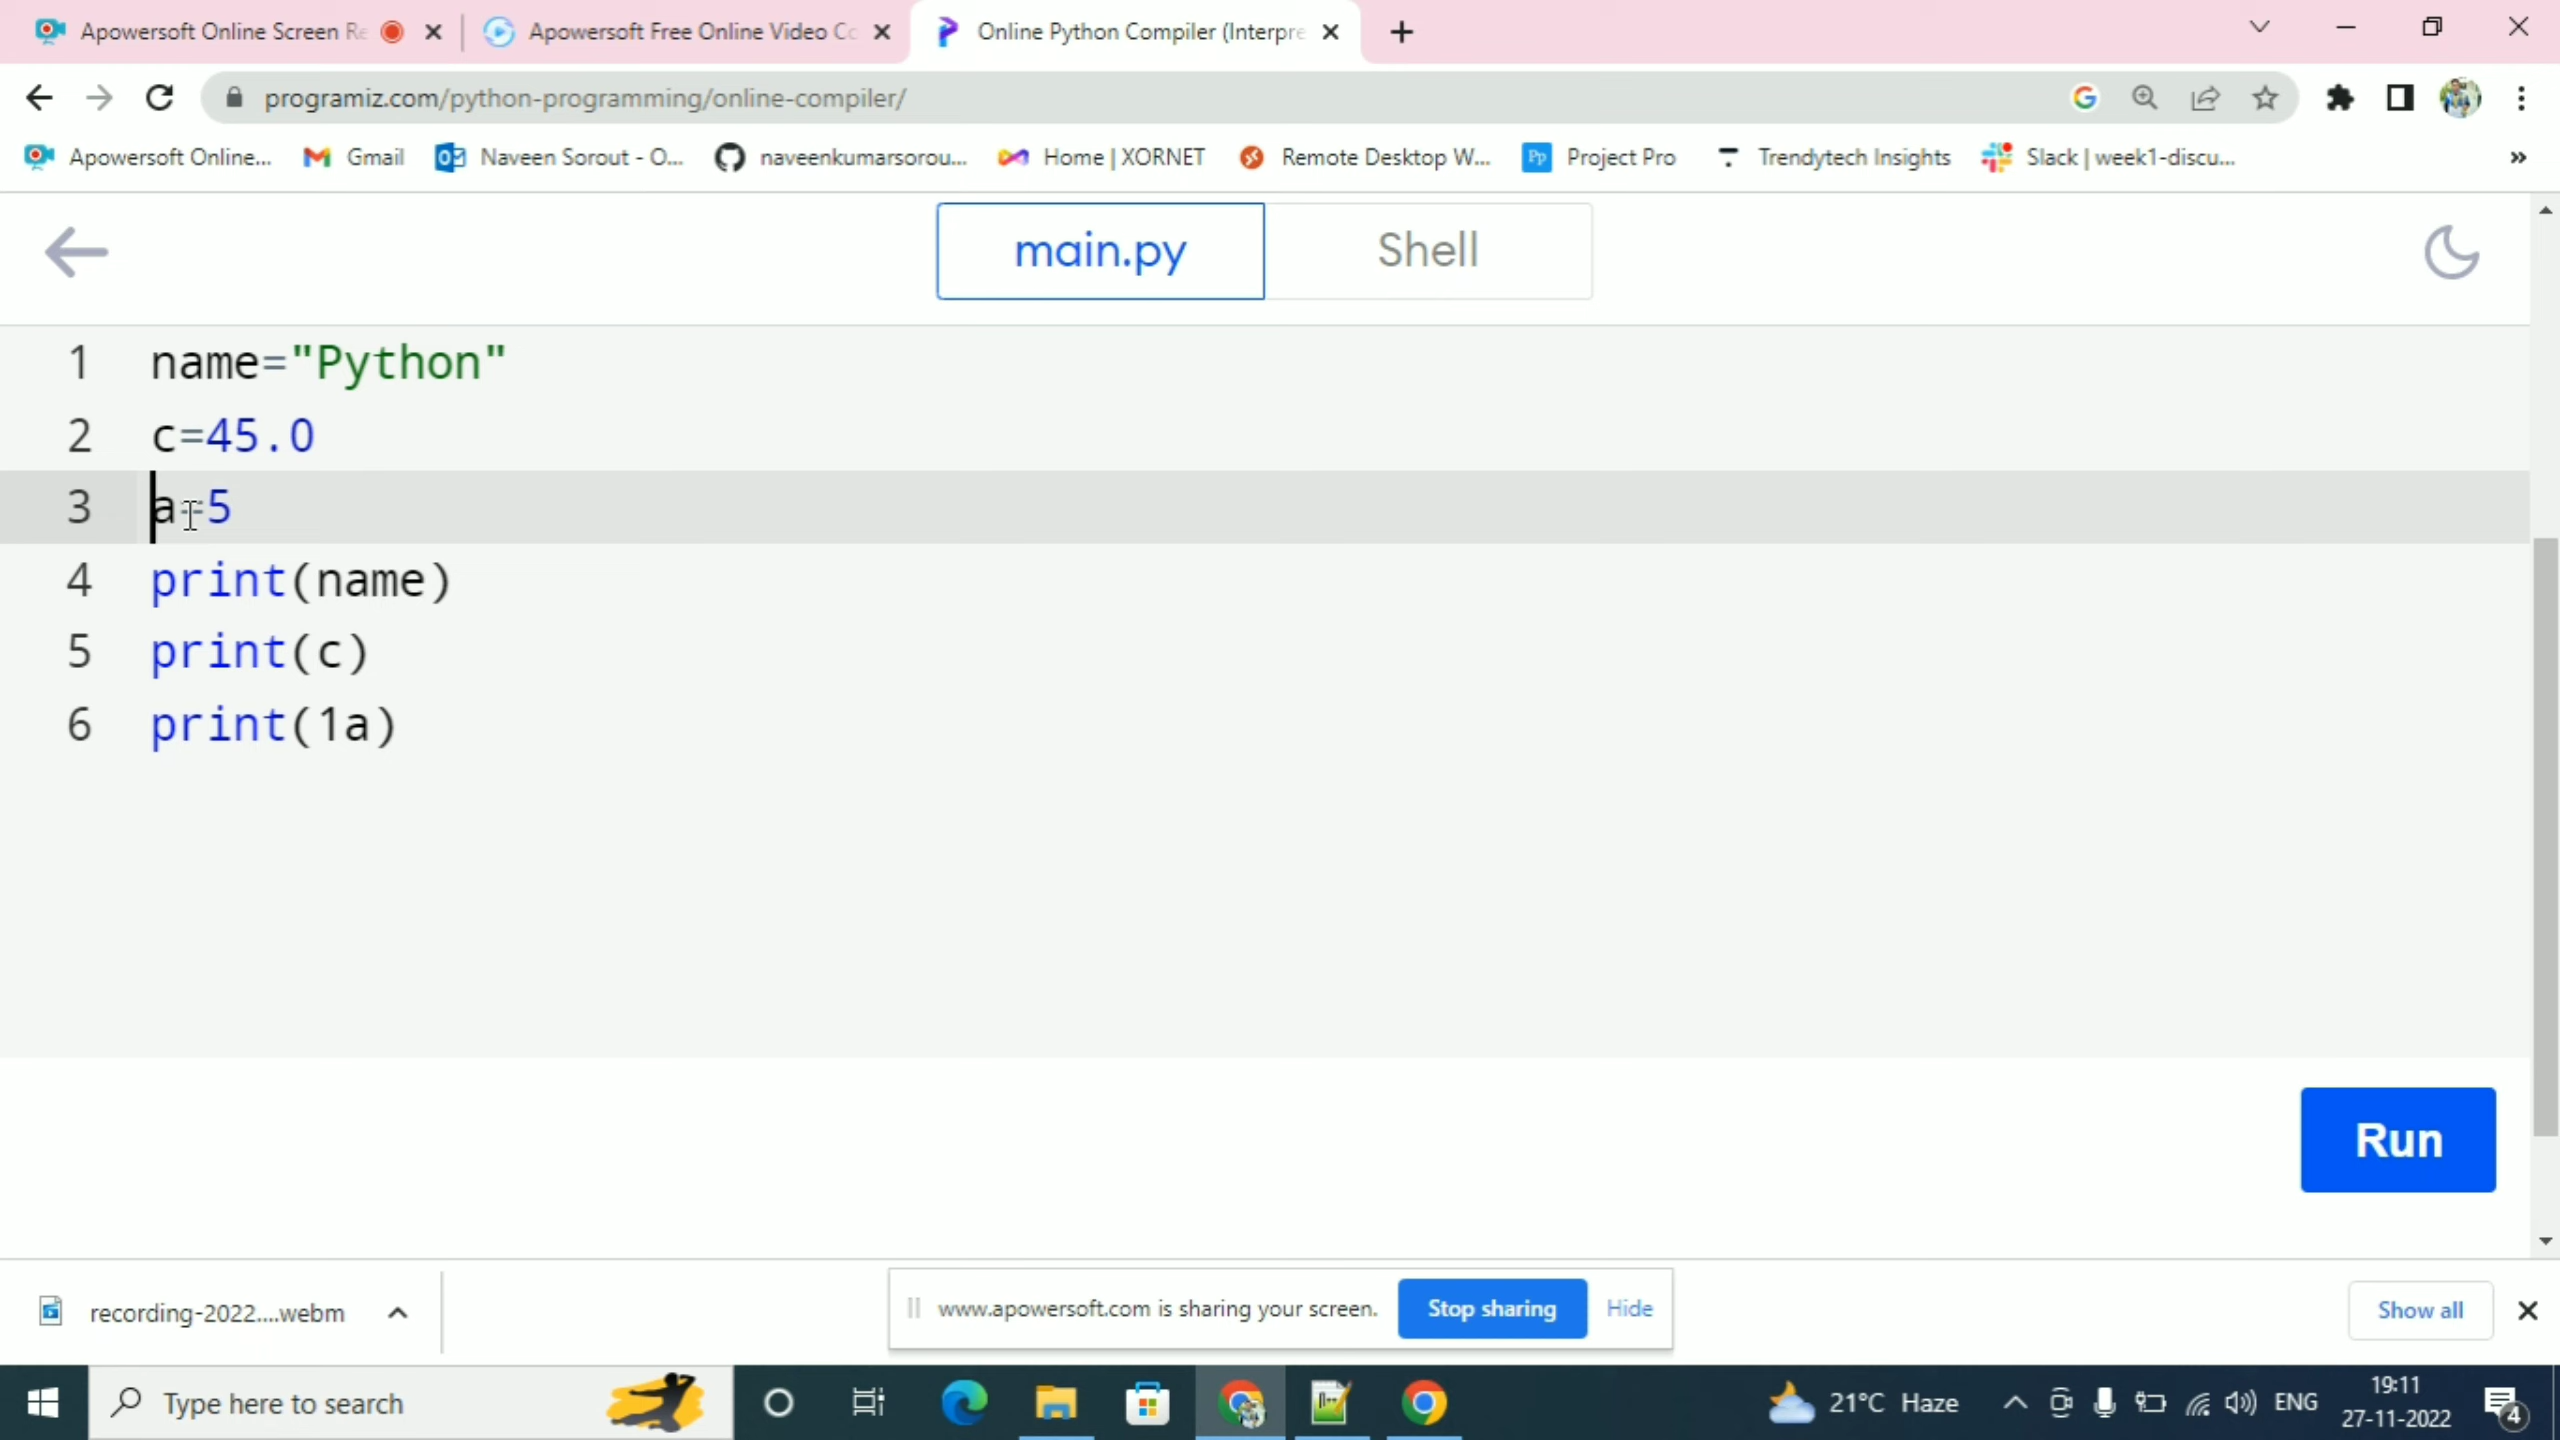 Apowersoft Online Screen Re
Apowersoft Free Online Video Co
Online Python Compiler (Interpre
programiz.com/python-programming/online-compiler/
Apowersoft Online...
Gmail
Naveen Sorout - O...
naveenkumarsorou...
Home | XORNET
Remote Desktop W...
Project Pro
Trendytech Insights
Slack | week1-discu...
»
main.py
Shell
1 name="Python"
2 c=45.0
3 a=5
4 print(name)
5 print(c)
6 print(1a)
Run
recording-2022....webm
www.apowersoft.com is sharing your screen.
Stop sharing
Hide
Show all
Type here to search
21°C Haze
ENG
19:11
27-11-2022
4